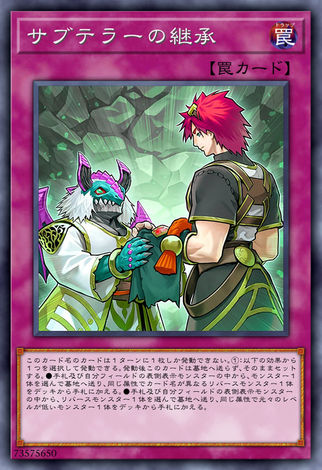 サブテラーの継承
トラップ
罠
【罠カード】
このカード名のカードは１ターンに１枚しか発動できない。①：以下の効果から
１つを選択して発動できる。発動後このカードは墓地へ送らず、そのままセット
する。●手札及び自分フィールドの表側表示モンスターの中から、モンスター１
体を選んで墓地へ送り、同じ属性でカード名が異なるリバースモンスター１体
をデッキから手札に加える。●手札及び自分フィールドの表側表示モンスター
の中から、リバースモンスター１体を墓地へ送り、同じ属性で元々のレ
ベルが低いモンスター１体をデッキから手札に加える。
73575650